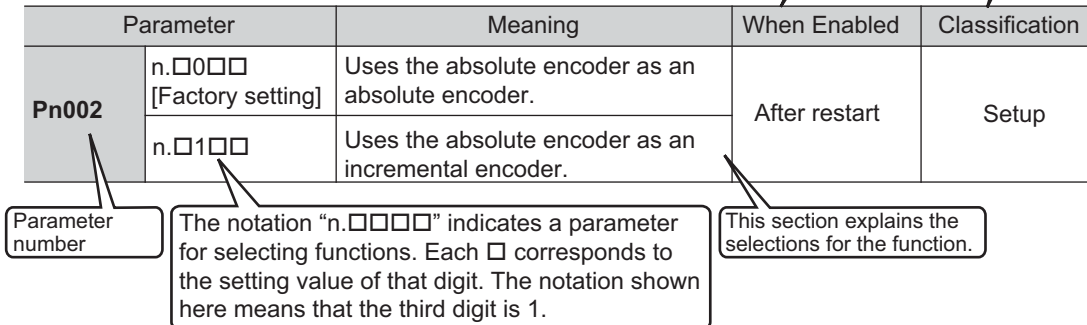 Parameter Meaning When Enabled Classification
Pn002
n.□0□□
[Factory setting]
Uses the absolute encoder as an
absolute encoder.
n.□1□□
Uses the absolute encoder as an
incremental encoder.
After restart
Setup
Parameter
number
The notation “n.□□□□” indicates a parameter
for selecting functions. Each □ corresponds to
the setting value of that digit. The notation shown
here means that the third digit is 1.
This section explains the
selections for the function.